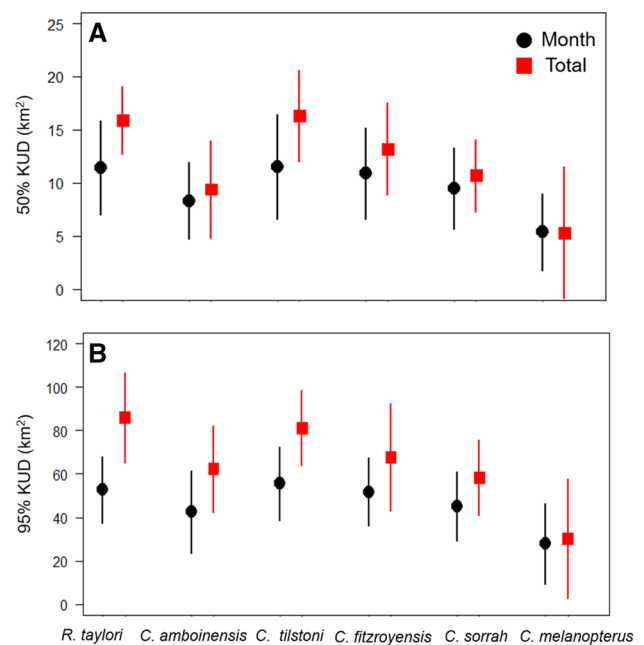 A
Month
Total
50% KUD (km²)
25
20
15
10
5
0
B
95% KUD (km²)
120
100
80
60
40
20
0
R. taylori C. amboinensis C. tilstoni C. fitzroyensis C. sorrah C. melanopterus